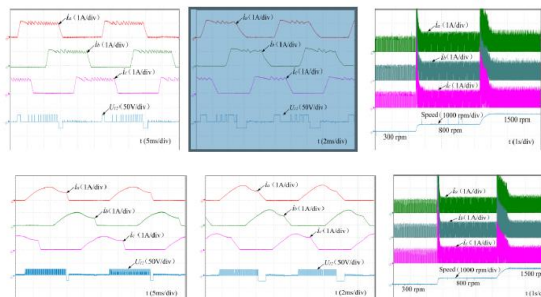 ia (1A/div)
ib (1A/div)
ic (1A/div)
(50V/div)
t (5ms/div)
ia (1A/div)
ib (1A/div)
ic (1A/div)
(50V/div)
t (2ms/div)
ia (1A/div)
ib (1A/div)
ic (1A/div)
Speed (1000 rpm/div)
1500 rpm
300 rpm
800 rpm
t (1s/div)
ia (1A/div)
ib (1A/div)
ic (1A/div)
(50V/div)
t (5ms/div)
ia (1A/div)
ib (1A/div)
ic (1A/div)
(50V/div)
t (2ms/div)
ia (1A/div)
ib (1A/div)
ic (1A/div)
Speed (1000 rpm/div)
1500 rp
300 rpm
800 rpm
t (1s/